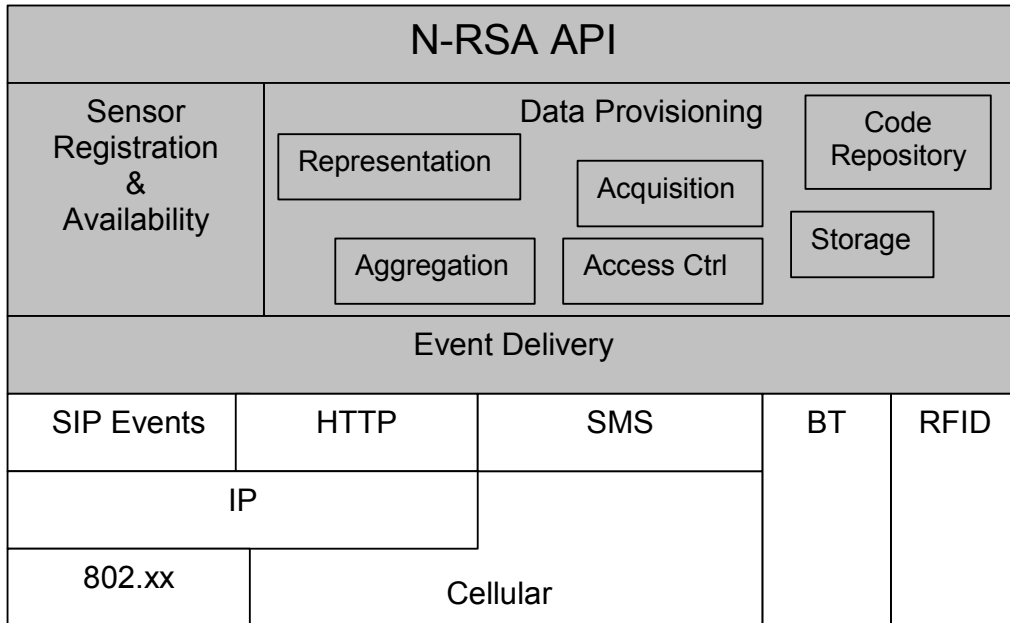 N-RSA API
Sensor
Registration
&
Availability
Data Provisioning
Code
Repository
Representation
Acquisition
Storage
Aggregation
Access Ctrl
Event Delivery
SIP Events
HTTP
SMS
BT
RFID
IP
802.xx
Cellular